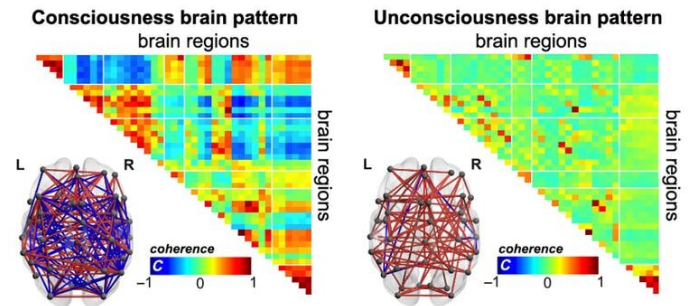 Consciousness brain pattern
brain regions
brain regions
L
R
coherence
C
−1
0
1
Unconsciousness brain pattern
brain regions
brain regions
L
R
coherence
C
−1
0
1